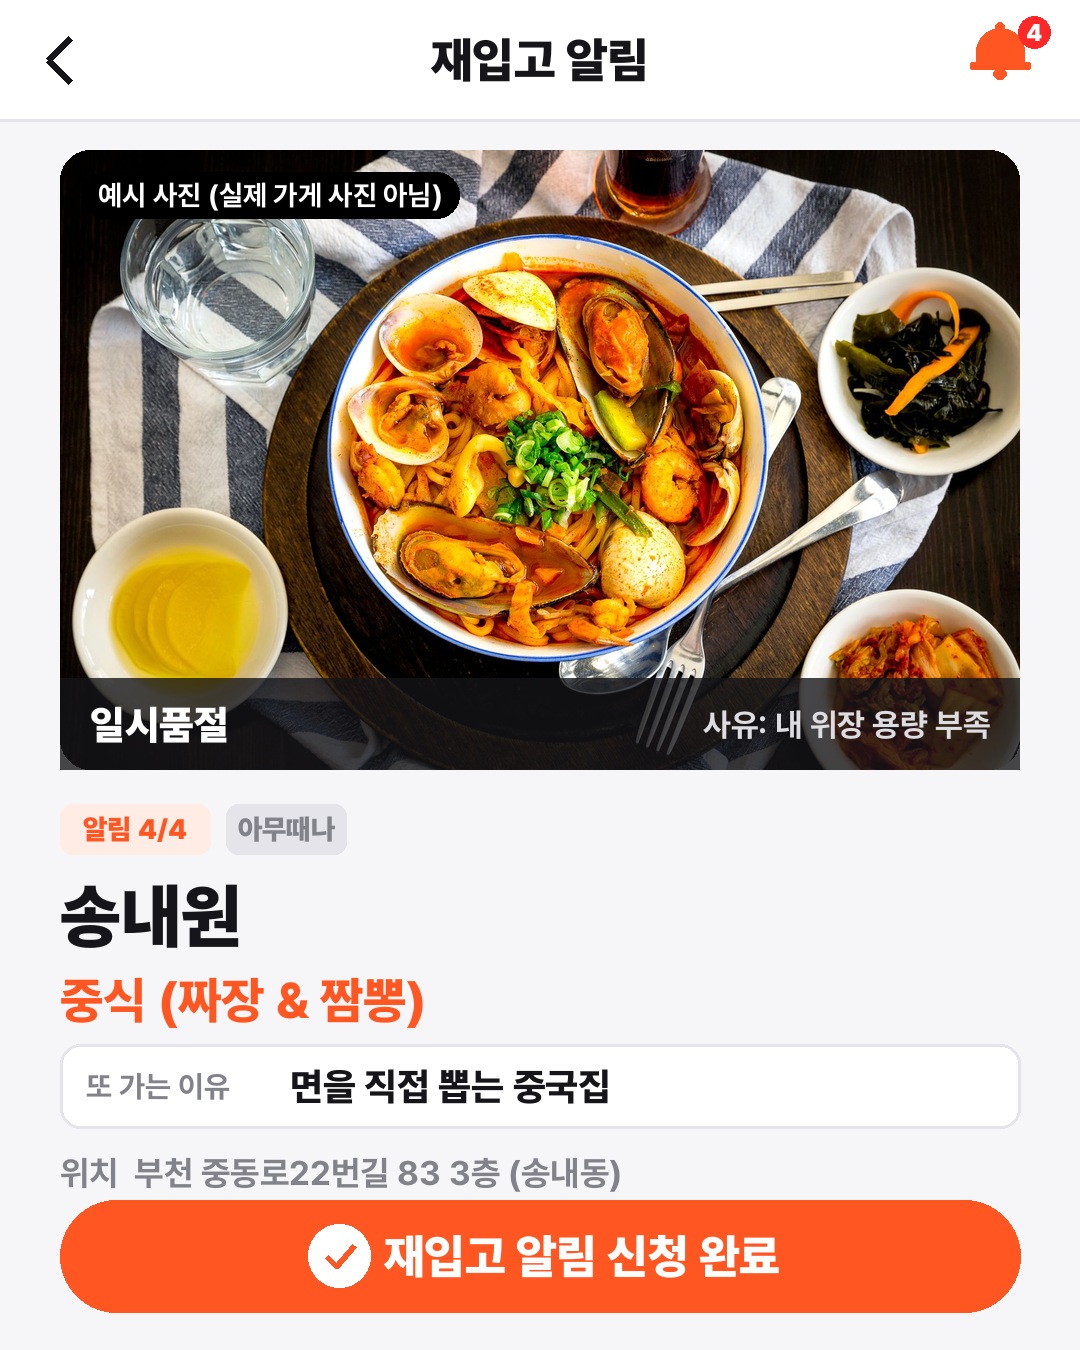 재입고 알림
4
예시 사진 (실제 가게 사진 아님)
일시품절
사유: 내 위장 용량 부족
알림 4/4
아무때나
송내원
중식 (짜장 & 짬뽕)
또 가는 이유 면을 직접 뽑는 중국집
위치 부천 중동로22번길 83 3층 (송내동)
재입고 알림 신청 완료